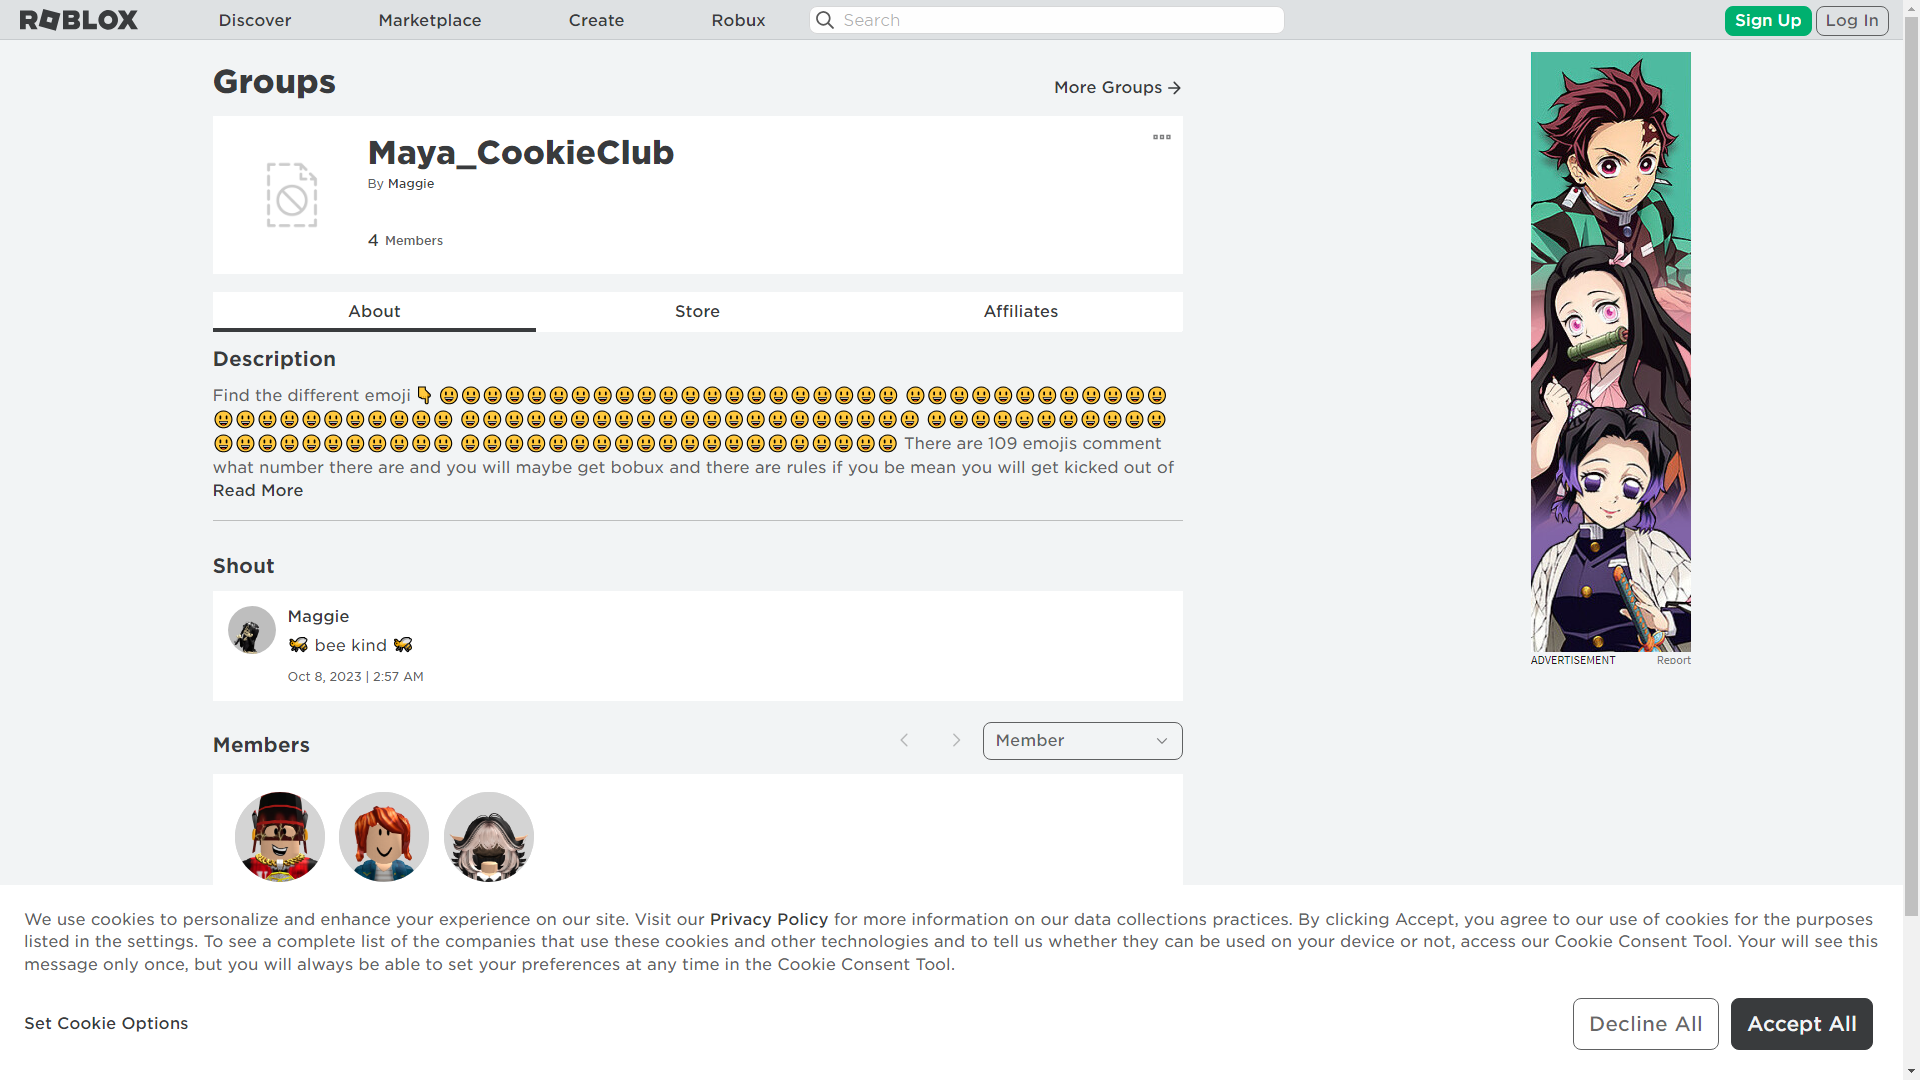 ROBLOX Discover Marketplace Create Robux Search Sign Up Log In
Groups More Groups →
Maya_CookieClub
By Maggie
4 Members
About Store Affiliates
Description
Find the different emoji 👇 😃😃😃😃😃😃😃😃😃😃😃😃😃😃😃😃😃😃😃😃😃 😃😃😃😃😃😃😃😃😃😃😃😃
😃😃😃😃😃😃😃😃😃😃😃 😃😃😃😃😃😃😃😃😃😃😃😃😃😃😃😃😃😃😃😃😃 😃😃😃😃😀😃😃😃😃😃😃
😃😃😃😃😃😃😃😃😃😃😃 😃😃😃😃😃😃😃😃😃😃😃😃😃😃😃😃😃😃😃😃 There are 109 emojis comment
what number there are and you will maybe get bobux and there are rules if you be mean you will get kicked out of
Read More
Shout
Maggie
🐝 bee kind 🐝
Oct 8, 2023 | 2:57 AM
Members Member
ADVERTISEMENT Report
We use cookies to personalize and enhance your experience on our site. Visit our Privacy Policy for more information on our data collections practices. By clicking Accept, you agree to our use of cookies for the purposes
listed in the settings. To see a complete list of the companies that use these cookies and other technologies and to tell us whether they can be used on your device or not, access our Cookie Consent Tool. Your will see this
message only once, but you will always be able to set your preferences at any time in the Cookie Consent Tool.
Set Cookie Options Decline All Accept All